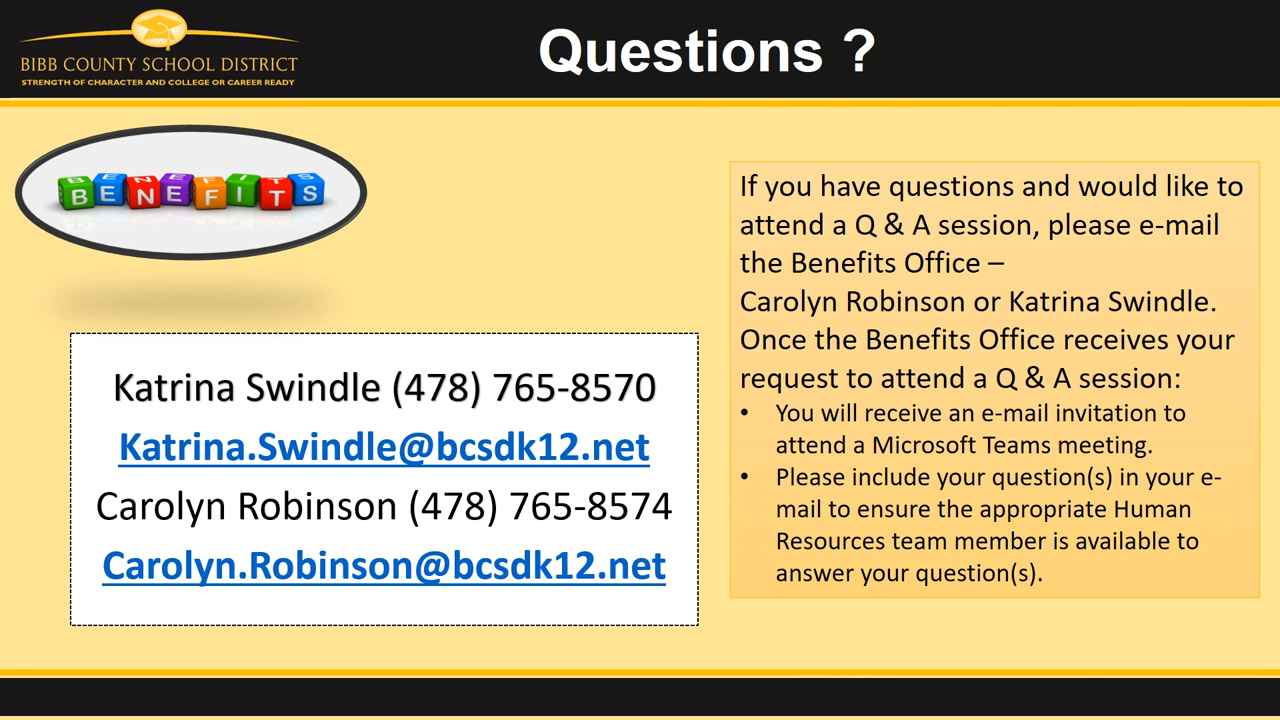 BIBB COUNTY SCHOOL DISTRICT
STRENGTH OF CHARACTER AND COLLEGE OR CAREER READY
Questions ?
BENEFITS
BENEFITS
Katrina Swindle (478) 765-8570
Katrina.Swindle@bcsdk12.net
Carolyn Robinson (478) 765-8574
Carolyn.Robinson@bcsdk12.net
If you have questions and would like to
attend a Q & A session, please e-mail
the Benefits Office –
Carolyn Robinson or Katrina Swindle.
Once the Benefits Office receives your
request to attend a Q & A session:
• You will receive an e-mail invitation to
attend a Microsoft Teams meeting.
• Please include your question(s) in your e-
mail to ensure the appropriate Human
Resources team member is available to
answer your question(s).